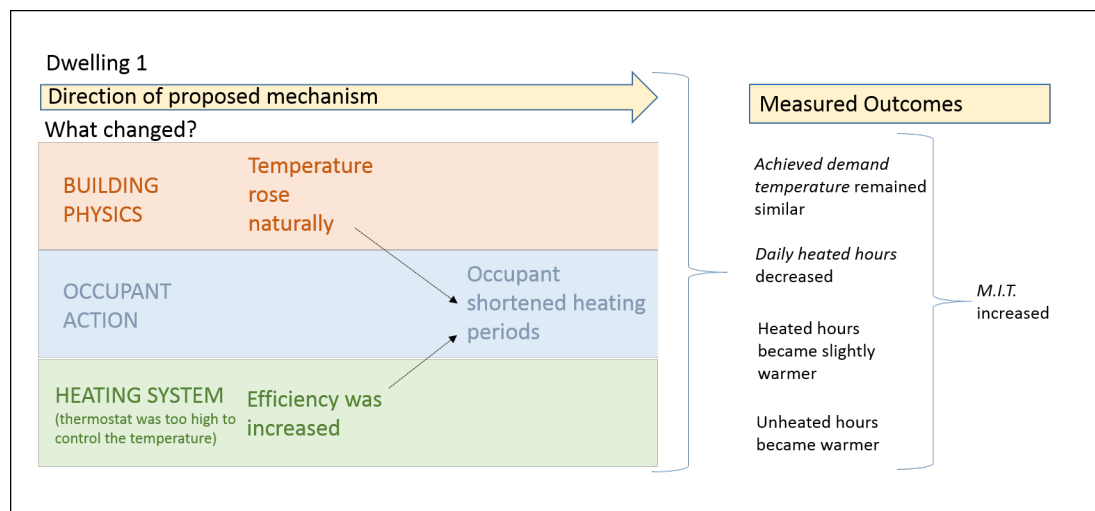 Dwelling 1
Direction of proposed mechanism
What changed?
BUILDING
PHYSICS
Temperature
rose
naturally
OCCUPANT
ACTION
Occupant
shortened heating
periods
HEATING SYSTEM
(thermostat was too high to
control the temperature)
Efficiency was
increased
Measured Outcomes
Achieved demand
temperature remained
similar
Daily heated hours
decreased
Heated hours
became slightly
warmer
Unheated hours
became warmer
M.I.T.
increased